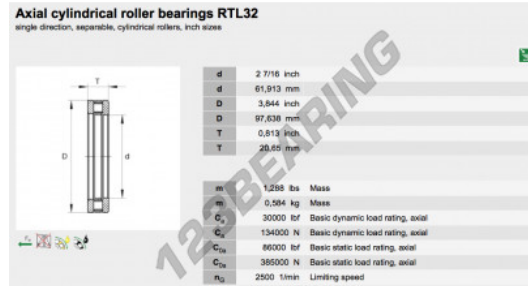 Axial cylindrical roller bearings RTL32
single direction, separable, cylindrical rollers, inch sizes
T
D
d
d 2 7/16 inch
d 61,913 mm
D 3,844 inch
D 97,638 mm
T 0,813 inch
T 20,65 mm
m 1,288 lbs Mass
m 0,584 kg Mass
Ca 30000 lbf Basic dynamic load rating, axial
Ca 134000 N Basic dynamic load rating, axial
C0a 86000 lbf Basic static load rating, axial
C0a 385000 N Basic static load rating, axial
nG 2500 1/min Limiting speed
123BEARING